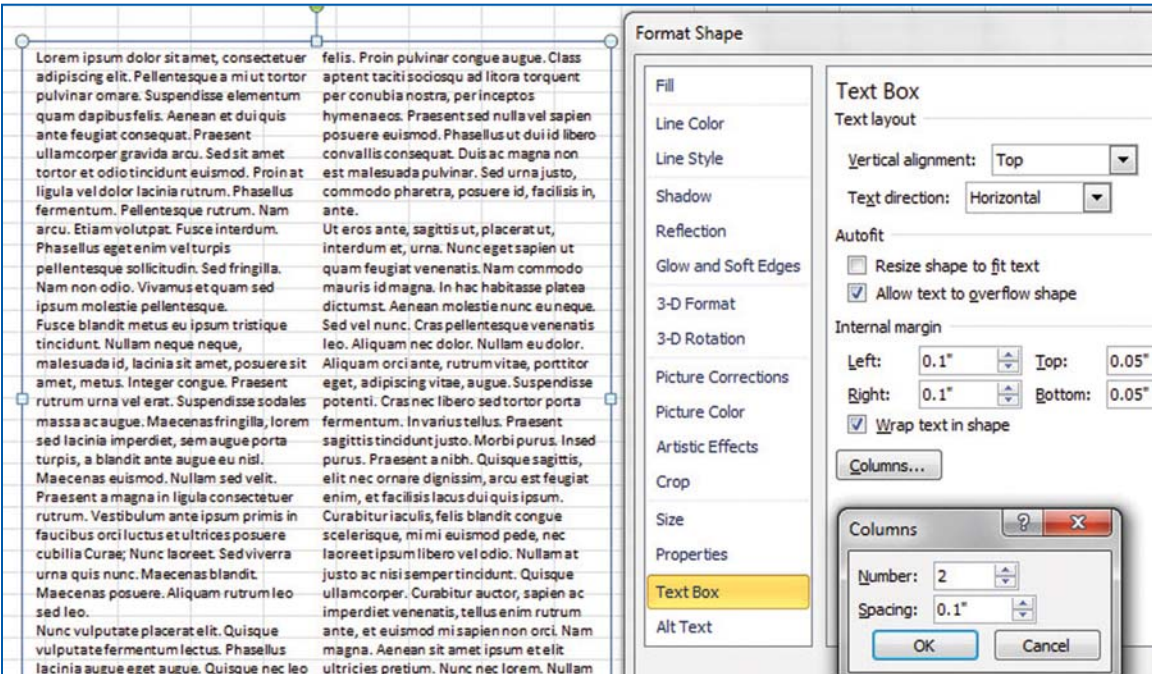 Lorem ipsum dolor sit amet, consectetuer
adipiscing elit. Pellentesque a mi ut tortor
pulvinar ornare. Suspendisse elementum
quam dapibus felis. Aenean et dui quis
ante feugiat consequat. Praesent
ullamcorper gravida arcu. Sed sit amet
tortor et odio tincidunt euismod. Proin at
ligula vel dolor lacinia rutrum. Phasellus
fermentum. Pellentesque rutrum. Nam
arcu. Etiam volutpat. Fusce interdum.
Phasellus eget enim vel turpis
pellentesque sollicitudin. Sed fringilla.
Nam non odio. Vivamus et quam sed
ipsum molestie pellentesque.
Fusce blandit metus eu ipsum tristique
tincidunt. Nullam neque neque,
malesuada id, lacinia sit amet, posuere sit
amet, metus. Integer congue. Praesent
rutrum urna vel erat. Suspendisse sodales
massa ac augue. Maecenas fringilla, lorem
sed lacinia imperdiet, sem augue porta
turpis, a blandit ante augue eu nisl.
Maecenas euismod. Nullam sed velit.
Praesent a magna in ligula consectetuer
rutrum. Vestibulum ante ipsum primis in
faucibus orci luctus et ultrices posuere
cubilia Curae; Nunc laoreet. Sed viverra
urna quis nunc. Maecenas blandit.
Maecenas posuere. Aliquam rutrum leo
sed leo.
Nunc vulputate placerat elit. Quisque
vulputate fermentum lectus. Phasellus
lacinia augue eget augue. Quisque nec leo
felis. Proin pulvinar congue augue. Class
aptent taciti sociosqu ad litora torquent
per conubia nostra, per inceptos
hymenaeos. Praesent sed nulla vel sapien
posuere euismod. Phasellus ut dui id libero
convallis consequat. Duis ac magna non
est malesuada pulvinar. Sed urna justo,
commodo pharetra, posuere id, facilisis in,
ante.
Ut eros ante, sagittis ut, placerat ut,
interdum et, urna. Nunc eget sapien ut
quam feugiat venenatis. Nam commodo
mauris id magna. In hac habitasse platea
dictumst. Aenean molestie nunc eu neque.
Sed vel nunc. Cras pellentesque venenatis
leo. Aliquam nec dolor. Nullam eu dolor.
Aliquam orci ante, rutrum vitae, porttitor
eget, adipiscing vitae, augue. Suspendisse
potenti. Cras nec libero sed tortor porta
fermentum. In varius tellus. Praesent
sagittis tincidunt justo. Morbi purus. In sed
purus. Praesent a nibh. Quisque sagittis,
elit nec ornare dignissim, arcu est feugiat
enim, et facilisis lacus dui quis ipsum.
Curabitur iaculis, felis blandit congue
scelerisque, mi mi euismod pede, nec
laoreet ipsum libero vel odio. Nullam at
justo ac nisi semper tincidunt. Quisque
ullamcorper. Curabitur auctor, sapien ac
imperdiet venenatis, tellus enim rutrum
ante, et euismod mi sapien non orci. Nam
magna. Aenean sit amet ipsum et elit
ultricies pretium. Nunc nec lorem. Nullam
Format Shape
Fill
Line Color
Line Style
Shadow
Reflection
Glow and Soft Edges
3-D Format
3-D Rotation
Picture Corrections
Picture Color
Artistic Effects
Crop
Size
Properties
Text Box
Alt Text
Text Box
Text layout
Vertical alignment: Top
Text direction: Horizontal
Autofit
Resize shape to fit text
Allow text to overflow shape
Internal margin
Left: 0.1" Top: 0.05"
Right: 0.1" Bottom: 0.05"
Wrap text in shape
Columns...
Columns
Number: 2
Spacing: 0.1"
OK Cancel